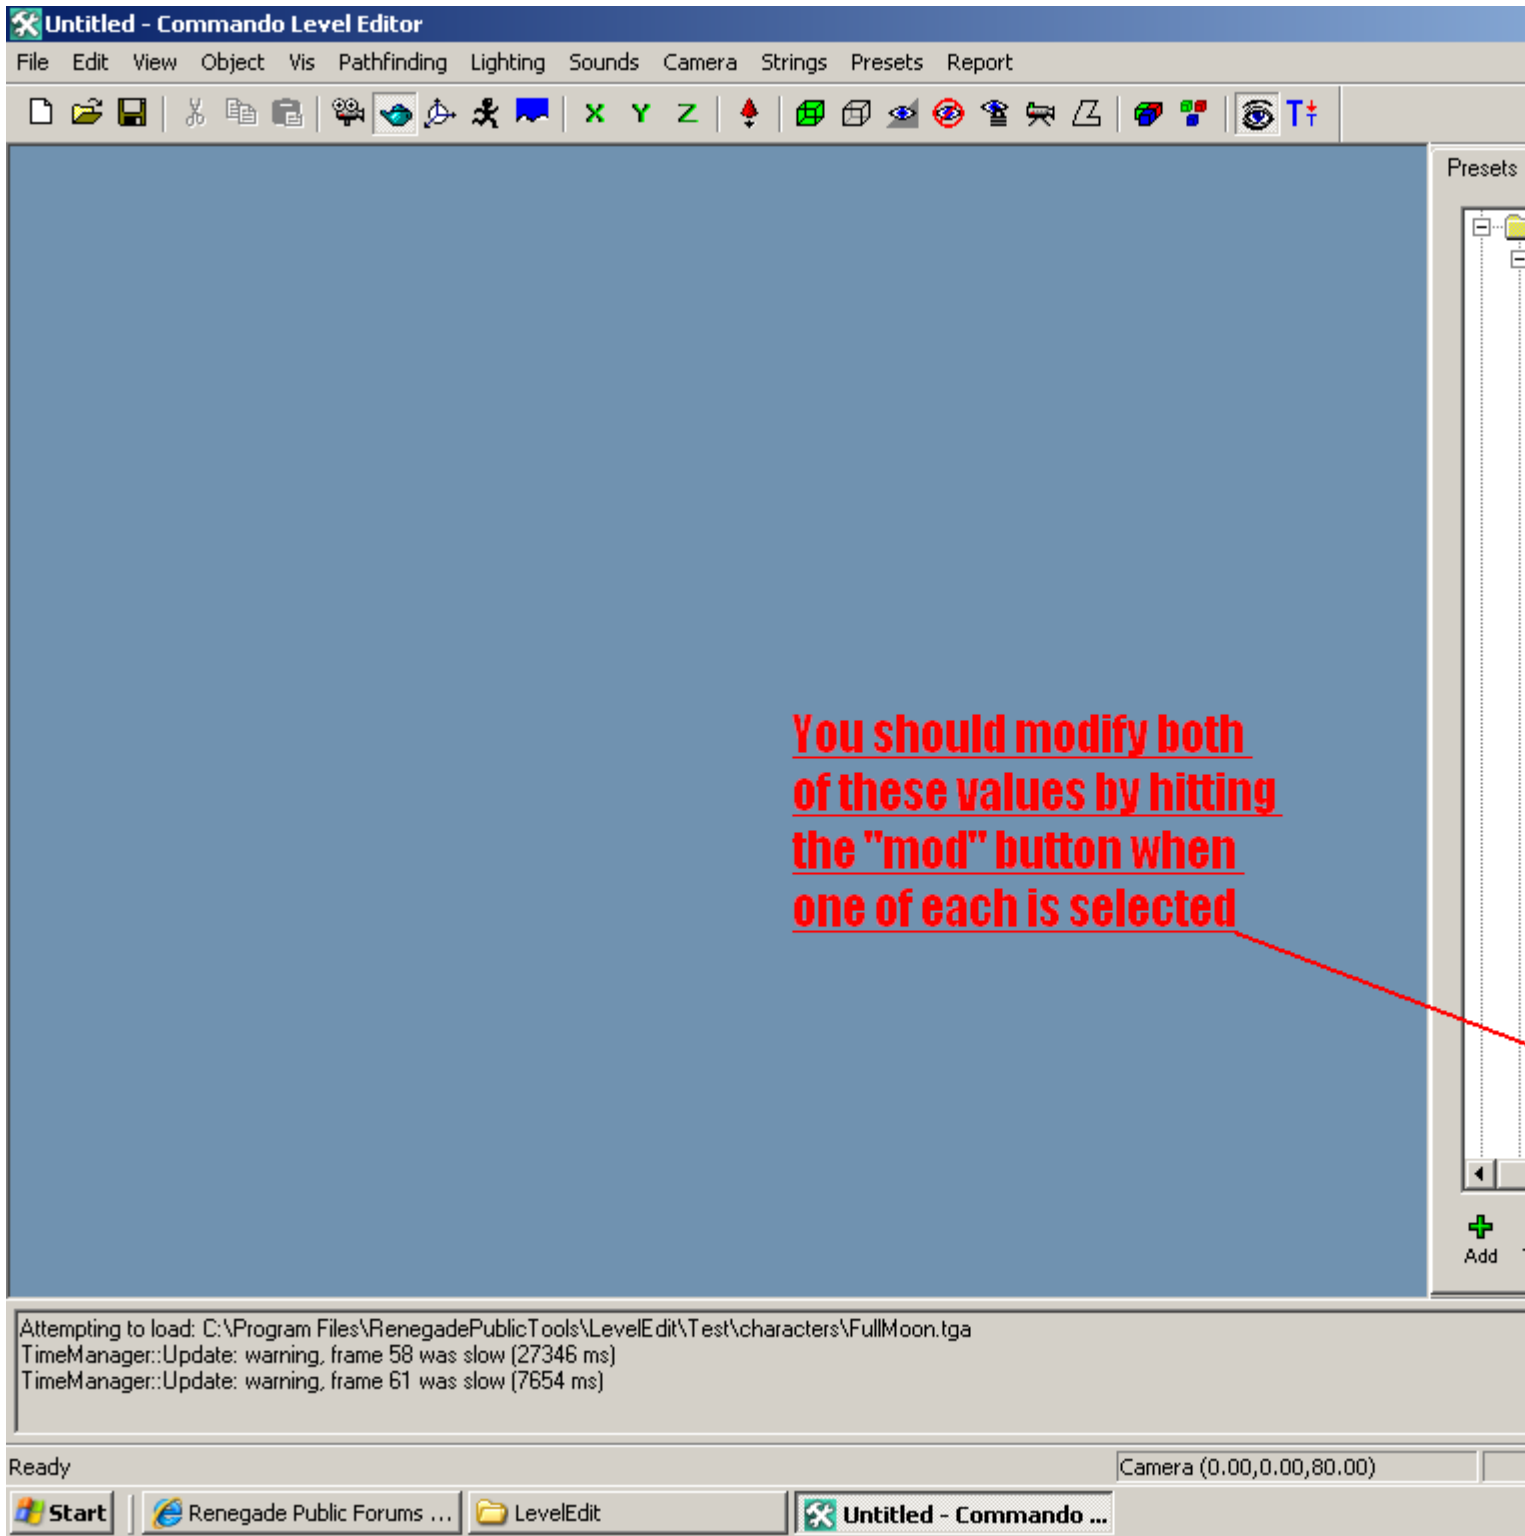 Untitled - Commando Level Editor
File Edit View Object Vis Pathfinding Lighting Sounds Camera Strings Presets Report
X Y Z T
Presets
You should modify both
of these values by hitting
the "mod" button when
one of each is selected
Add
Attempting to load: C:\Program Files\RenegadePublicTools\LevelEdit\Test\characters\FullMoon.tga
TimeManager::Update: warning, frame 58 was slow (27346 ms)
TimeManager::Update: warning, frame 61 was slow (7654 ms)
Ready Camera (0.00,0.00,80.00)
Start Renegade Public Forums ... LevelEdit Untitled - Commando ...